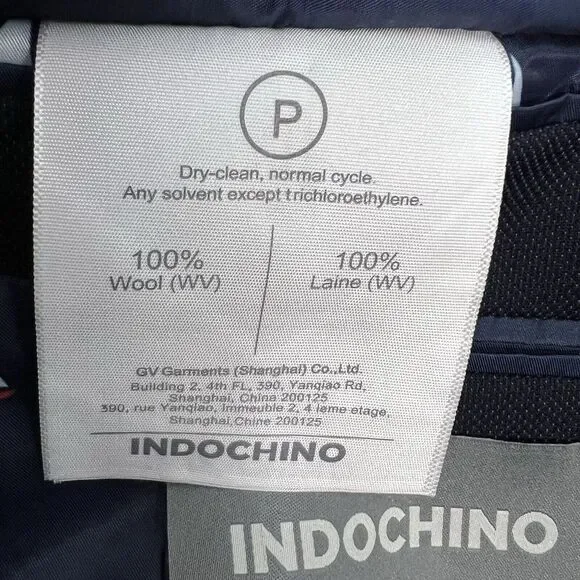 P
Dry-clean, normal cycle.
Any solvent except trichloroethylene.
100% 100%
Wool (WV) Laine (WV)
GV Garments (Shanghai) Co.,Ltd.
Building 2, 4th FL, 390, Yanqiao Rd,
Shanghai, China 200125
390, rue Yanqiao, Immeuble 2, 4 ieme etage,
Shanghai, Chine 200125
INDOCHINO
INDOCHINO